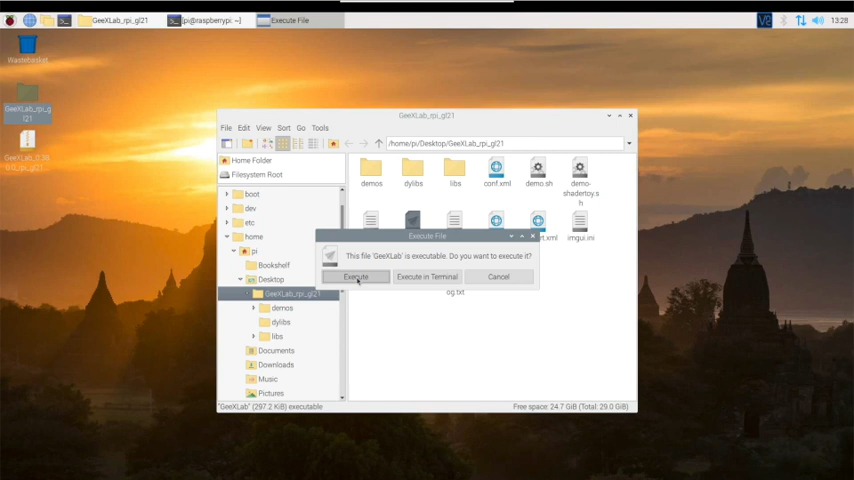 GeeXLab_rpi_gl21
[pi@raspberrypi: ~]
Execute File
13:28
Wastebasket
GeeXLab_rpi_g
l21
GeeXLab_rpi_gl21
File Edit View Sort Go Tools
/home/pi/Desktop/GeeXLab_rpi_gl21
Home Folder
Filesystem Root
boot
dev
etc
home
pi
Bookshelf
Desktop
GeeXLab_rpi_gl21
demos
dylibs
libs
Documents
Downloads
Music
Pictures
demos
dylibs
libs
conf.xml
demo.sh
demo-
shadertoy.s
h
imgui.ini
og.txt
Execute File
This file 'GeeXLab' is executable. Do you want to execute it?
Execute
Execute in Terminal
Cancel
"GeeXLab" (297.2 KiB) executable
Free space: 24.7 GiB (Total: 29.0 GiB)